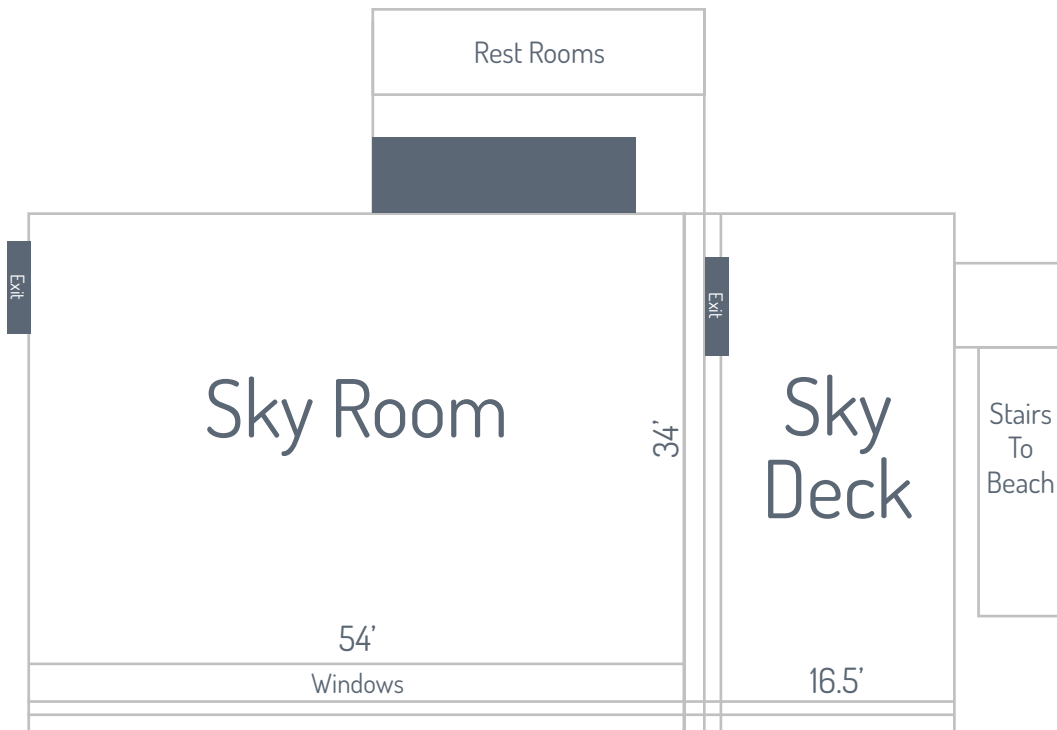 Rest Rooms
Exit
Exit
Sky Room
34’
Sky
Deck
Stairs
To
Beach
54’
Windows
16.5’